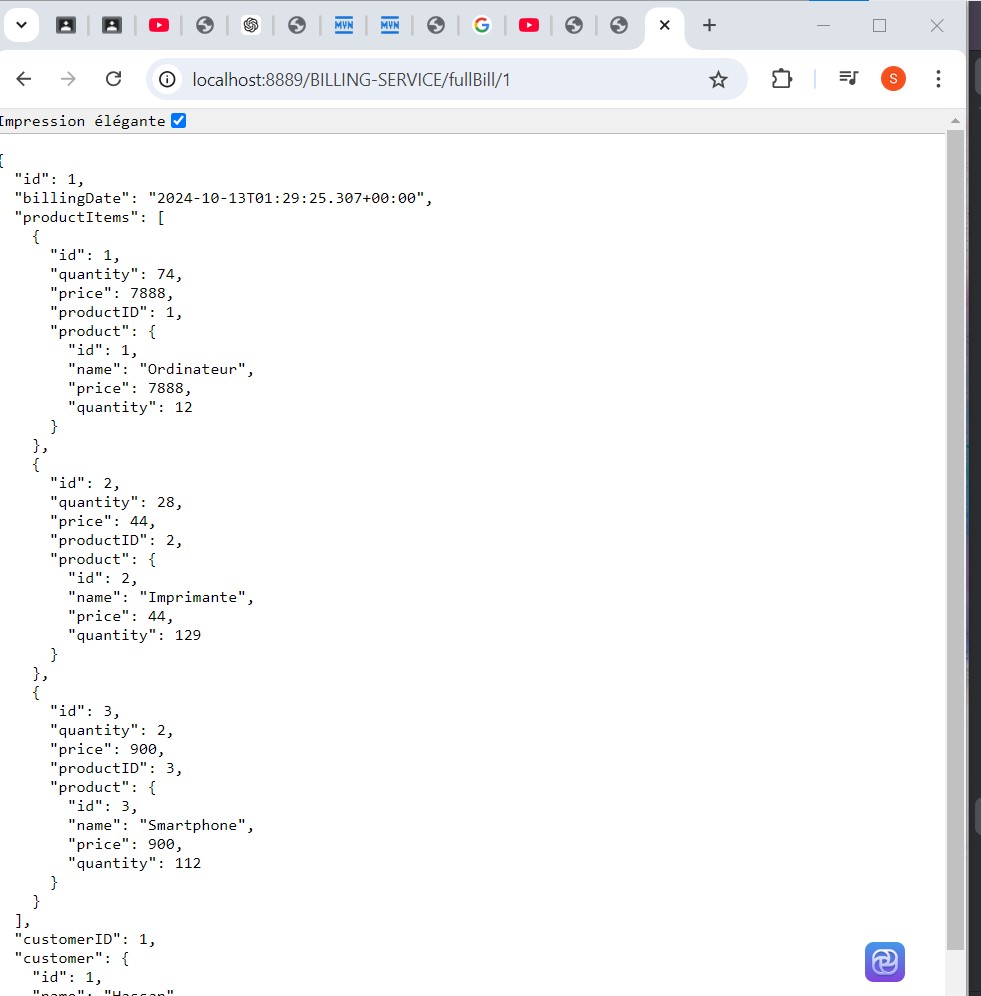 MVN
MVN
localhost:8889/BILLING-SERVICE/fullBill/1
S
Impression élégante
{
"id": 1,
"billingDate": "2024-10-13T01:29:25.307+00:00",
"productItems": [
{
"id": 1,
"quantity": 74,
"price": 7888,
"productID": 1,
"product": {
"id": 1,
"name": "Ordinateur",
"price": 7888,
"quantity": 12
}
},
{
"id": 2,
"quantity": 28,
"price": 44,
"productID": 2,
"product": {
"id": 2,
"name": "Imprimante",
"price": 44,
"quantity": 129
}
},
{
"id": 3,
"quantity": 2,
"price": 900,
"productID": 3,
"product": {
"id": 3,
"name": "Smartphone",
"price": 900,
"quantity": 112
}
}
],
"customerID": 1,
"customer": {
"id": 1,
"name": "Hassan"